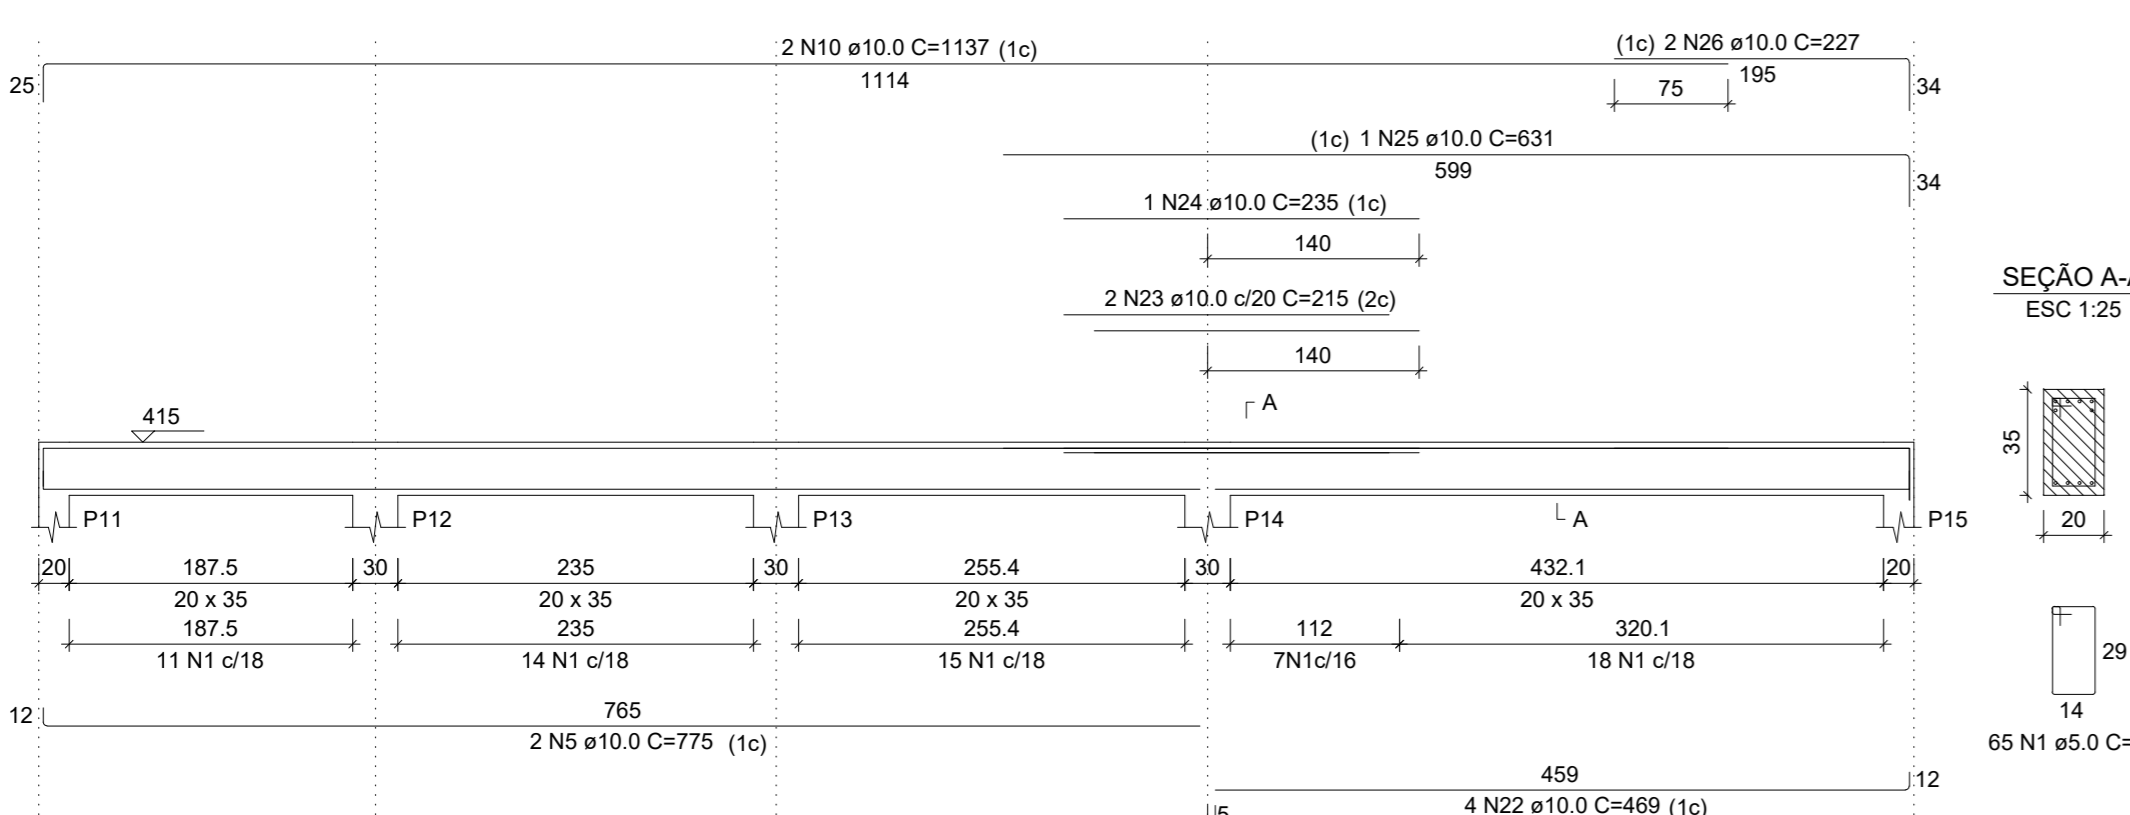 2 N10 ø10.0 C=1137 (1c)
(1c) 2 N26 ø10.0 C=227
25
1114
75
195
34
(1c) 1 N25 ø10.0 C=631
599
34
1 N24 ø10.0 C=235 (1c)
140
2 N23 ø10.0 c/20 C=215 (2c)
140
SEÇÃO A-
ESC 1:25
A
415
35
20
P11
P12
P13
P14
A
P15
20
187.5
30
235
30
255.4
30
432.1
20
20 x 35
20 x 35
20 x 35
20 x 35
187.5
235
255.4
112
320.1
11 N1 c/18
14 N1 c/18
15 N1 c/18
7N1c/16
18 N1 c/18
29
14
65 N1 ø5.0 C=
12
765
2 N5 ø10.0 C=775 (1c)
459
12
4 N22 ø10.0 C=469 (1c)
5